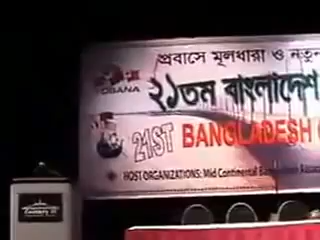 প্রবাসে মূলধারা ও নতুন
FOBANA
২১তম বাংলাদেশ
21ST BANGLADESH
HOST ORGANIZATIONS: Mid Continental